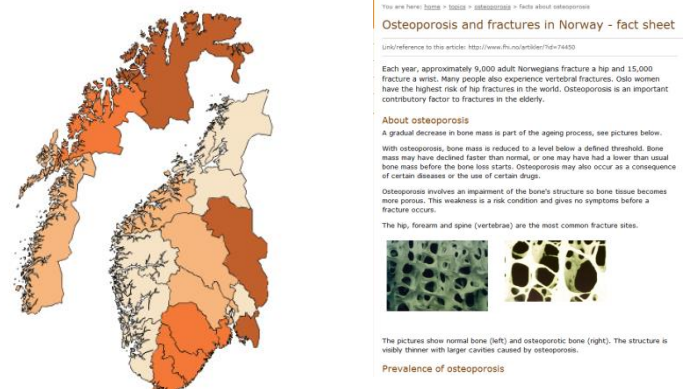 You are here: home > topics > osteoporosis > facts about osteoporosis
Osteoporosis and fractures in Norway - fact sheet
Link/reference to this article: http://www.fhi.no/artikler/?id=74450
Each year, approximately 9,000 adult Norwegians fracture a hip and 15,000
fracture a wrist. Many people also experience vertebral fractures. Oslo women
have the highest risk of hip fractures in the world. Osteoporosis is an important
contributory factor to fractures in the elderly.
About osteoporosis
A gradual decrease in bone mass is part of the ageing process, see pictures below.
With osteoporosis, bone mass is reduced to a level below a defined threshold. Bone
mass may have declined faster than normal, or one may have had a lower than usual
bone mass before the bone loss starts. Osteoporosis may also occur as a consequence
of certain diseases or the use of certain drugs.
Osteoporosis involves an impairment of the bone's structure so bone tissue becomes
more porous. This weakness is a risk condition and gives no symptoms before a
fracture occurs.
The hip, forearm and spine (vertebrae) are the most common fracture sites.
The pictures show normal bone (left) and osteoporotic bone (right). The structure is
visibly thinner with larger cavities caused by osteoporosis.
Prevalence of osteoporosis